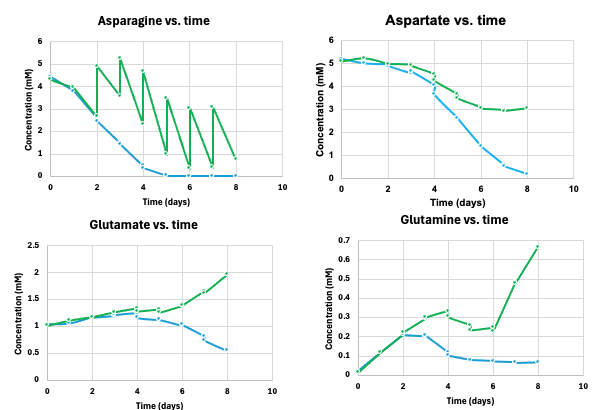 Asparagine vs. time
Concentration (mM)
6
5
4
3
2
1
0
0 2 4 6 8 10
Time (days)
Aspartate vs. time
Concentration (mM)
6
5
4
3
2
1
0
0 2 4 6 8 10
Time (days)
Glutamate vs. time
Concentration (mM)
2.5
2
1.5
1
0.5
0
0 2 4 6 8 10
Time (days)
Glutamine vs. time
Concentration (mM)
0.7
0.6
0.5
0.4
0.3
0.2
0.1
0
0 2 4 6 8 10
Time (days)